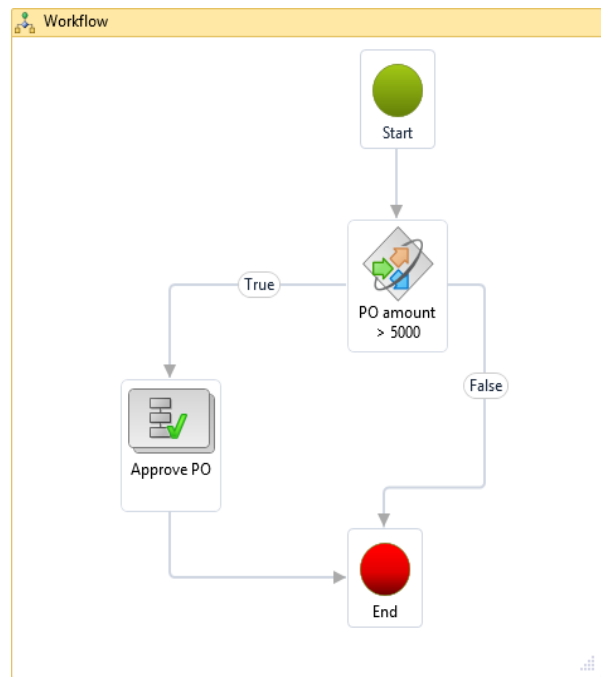 Workflow
Start
PO amount
> 5000
True
False
Approve PO
End